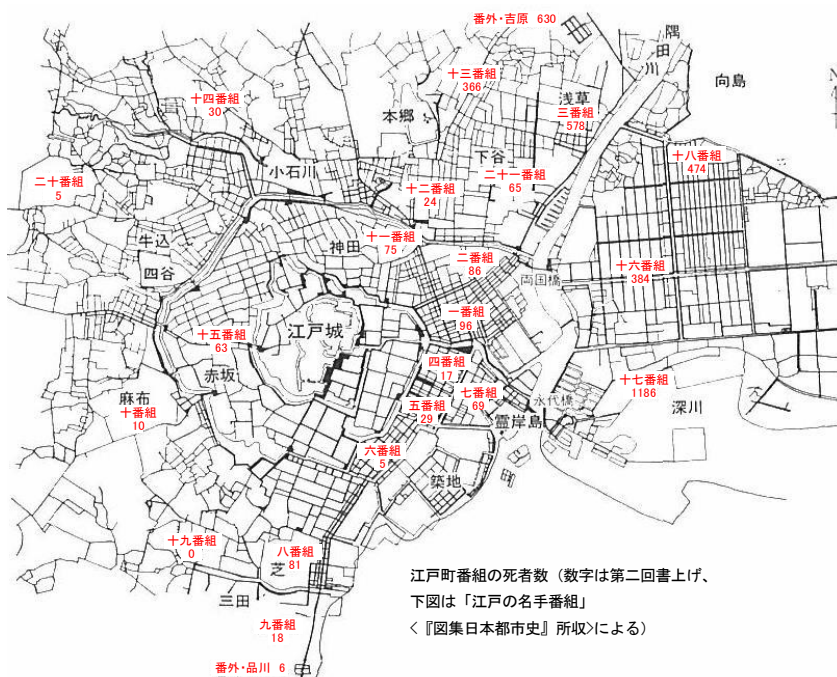 番外・吉原 630
隅田川
向島
十三番組
366
浅草
三番組
578
十四番組
30
本郷
下谷
十八番組
474
小石川
二十番組
5
十二番組
24
二十一番組
65
牛込
四谷
神田
十一番組
75
二番組
86
両国橋
十六番組
384
一番組
96
江戸城
十五番組
63
赤坂
四番組
17
麻布
十番組
10
五番組
29
七番組
69
永代橋
十七番組
1186
霊岸島
深川
六番組
5
築地
十九番組
0
八番組
81
芝
三田
九番組
18
番外・品川 6
江戸町番組の死者数（数字は第二回書上げ、
下図は「江戸の名手番組」
<『図集日本都市史』所収>による）